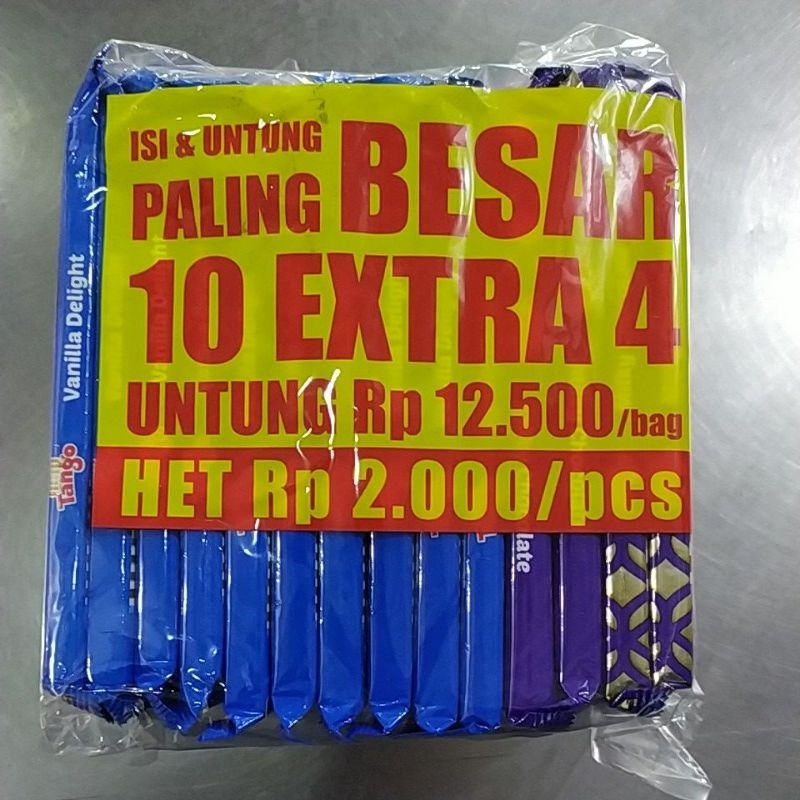 ISI & UNTUNG
PALING BESAR
10 EXTRA 4
UNTUNG Rp 12.500/bag
HET Rp 2.000/pcs
Vanilla Delight
Tango
late